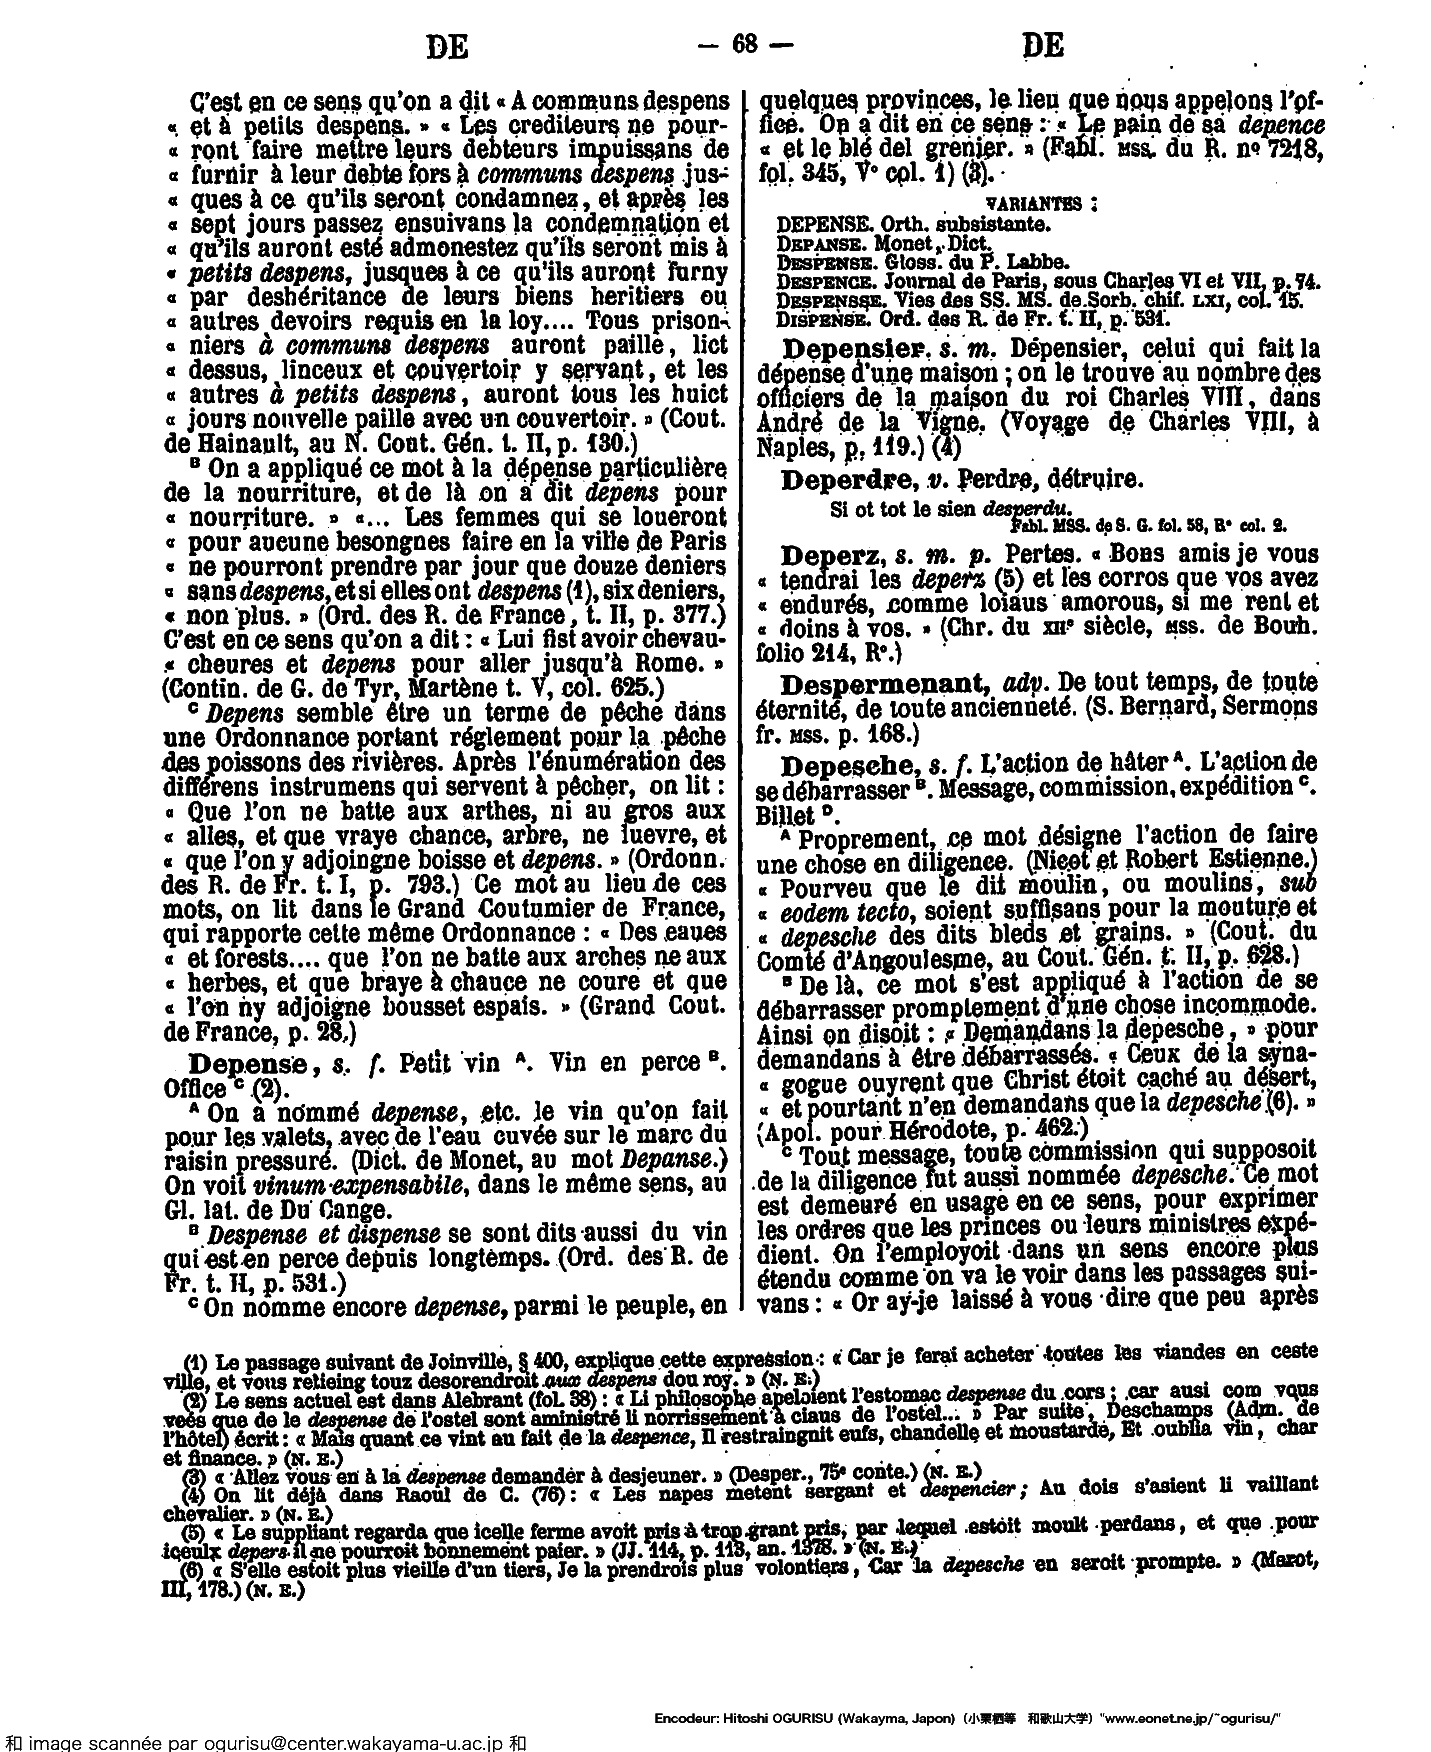 DE — 68 — DE
C'est en ce sens qu'on a dit « A communs despens
« et à petits despens. » « Les crediteurs ne pour-
« ront faire mettre leurs debteurs impuissans de
« furnir à leur debte fors à communs despens jus-
« ques à ce qu'ils seront condamnez, et après les
« sept jours passez ensuivans la condemnation et
« qu'ils auront esté admonestez qu'ils seront mis à
« petits despens, jusques à ce qu'ils auront furny
« par deshéritance de leurs biens heritiers ou
« autres devoirs requis en la loy.... Tous prison-
« niers à communs despens auront paille, lict
« dessus, linceux et couvertoir y servant, et les
« autres à petits despens, auront tous les huict
« jours nouvelle paille avec un couvertoir. » (Cout.
de Hainault, au N. Cout. Gén. t. II, p. 130.)
B On a appliqué ce mot à la dépense particulière
de la nourriture, et de là on a dit depens pour
« nourriture. » «... Les femmes qui se loueront
« pour aucune besongnes faire en la ville de Paris
« ne pourront prendre par jour que douze deniers
« sans despens, et si elles ont despens (1), six deniers,
« non plus. » (Ord. des R. de France, t. II, p. 377.)
C'est en ce sens qu'on a dit : « Lui fist avoir chevau-
« cheures et depens pour aller jusqu'à Rome. »
(Contin. de G. de Tyr, Martène t. V, col. 625.)
C Depens semble être un terme de pêche dans
une Ordonnance portant réglement pour la pêche
des poissons des rivières. Après l'énumération des
différens instrumens qui servent à pêcher, on lit :
« Que l'on ne batte aux arthes, ni au gros aux
« alles, et que vraye chance, arbre, ne luevre, et
« que l'on y adjoingne boisse et depens. » (Ordonn.
des R. de Fr. t. I, p. 793.) Ce mot au lieu de ces
mots, on lit dans le Grand Coutumier de France,
qui rapporte cette même Ordonnance : « Des eaues
« et forests.... que l'on ne batte aux arches ne aux
« herbes, et que braye à chauce ne coure et que
« l'on ny adjoigne bousset espais. » (Grand Cout.
de France, p. 28.)
Depense, s. f. Petit vin A. Vin en perce B.
Office C (2).
A On a nommé depense, etc. le vin qu'on fait
pour les valets, avec de l'eau cuvée sur le marc du
raisin pressuré. (Dict. de Monet, au mot Depanse.)
On voit vinum expensabile, dans le même sens, au
Gl. lat. de Du Cange.
B Despense et dispense se sont dits aussi du vin
qui est en perce depuis longtemps. (Ord. des R. de
Fr. t. II, p. 531.)
C On nomme encore depense, parmi le peuple, en
quelques provinces, le lieu que nous appelons l'of-
fice. On a dit en ce sens : « Le pain de sa depence
« et le blé del grenier. » (Fabl. MSS. du R. nº 7218,
fol. 345, Vº col. 1) (3).
VARIANTES :
DEPENSE. Orth. subsistante.
DEPANSE. Monet, Dict.
DESPENSE. Gloss. du P. Labbe.
DESPENCE. Journal de Paris, sous Charles VI et VII, p. 74.
DESPENSSE. Vies des SS. MS. de Sorb. chif. LXI, col. 15.
DISPENSE. Ord. des R. de Fr. t. II, p. 531.
Depensier, s. m. Dépensier, celui qui fait la
dépense d'une maison ; on le trouve au nombre des
officiers de la maison du roi Charles VIII, dans
André de la Vigne. (Voyage de Charles VIII, à
Naples, p. 119.) (4)
Deperdre, v. Perdre, détruire.
Si ot tot le sien desperdu.
Fabl. MSS. de S. G. fol. 58, Rº col. 2.
Deperz, s. m. p. Pertes. « Bons amis je vous
« tendrai les deperz (5) et les corros que vos avez
« endurés, comme loiaus amorous, si me rent et
« doins à vos. » (Chr. du XIIe siècle, MSS. de Bouh.
folio 214, Rº.)
Despermenant, adv. De tout temps, de toute
éternité, de toute ancienneté. (S. Bernard, Sermons
fr. MSS. p. 168.)
Depesche, s. f. L'action de hâter A. L'action de
se débarrasser B. Message, commission, expédition C.
Billet D.
A Proprement, ce mot désigne l'action de faire
une chose en diligence. (Nicot et Robert Estienne.)
« Pourveu que le dit moulin, ou moulins, sub
« eodem tecto, soient suffisans pour la mouture et
« depesche des dits bleds et grains. » (Cout. du
Comté d'Angoulesme, au Cout. Gén. t. II, p. 628.)
B De là, ce mot s'est appliqué à l'action de se
débarrasser promptement d'une chose incommode.
Ainsi on disoit : « Demandans la depesche, » pour
demandans à être débarrassés. « Ceux de la syna-
« gogue ouyrent que Christ étoit caché au désert,
« et pourtant n'en demandans que la depesche (6). »
(Apol. pour Hérodote, p. 462.)
C Tout message, toute commission qui supposoit
de la diligence fut aussi nommée depesche. Ce mot
est demeuré en usage en ce sens, pour exprimer
les ordres que les princes ou leurs ministres expé-
dient. On l'employoit dans un sens encore plus
étendu comme on va le voir dans les passages sui-
vans : « Or ay-je laissé à vous dire que peu après
(1) Le passage suivant de Joinville, § 400, explique cette expression : « Car je ferai acheter toutes les viandes en ceste
ville, et vous retieing touz desorendroit aux despens dou roy. » (N. E.)
(2) Le sens actuel est dans Alebrant (fol. 38) : « Li philosophe apeloient l'estomac despense du cors ; car ausi com vous
veés que de le despense de l'ostel sont aministré li norrissement à ciaus de l'ostel... » Par suite, Deschamps (Adm. de
l'hôtel) écrit : « Mais quant ce vint au fait de la despence, Il restraingnit eufs, chandelle et moustarde, Et oublia vin, char
et finance. » (N. E.)
(3) « Allez vous en à la despense demander à desjeuner. » (Desper., 75e conte.) (N. E.)
(4) On lit déjà dans Raoul de C. (76) : « Les napes metent sergant et despencier ; Au dois s'asient li vaillant
chevalier. » (N. E.)
(5) « Le suppliant regarda que icelle ferme avoit pris à trop grant pris, par lequel estoit moult perdans, et que pour
iceulx depers il ne pourroit bonnement paier. » (JJ. 114, p. 113, an. 1378. » (N. E.)
(6) « S'elle estoit plus vieille d'un tiers, Je la prendrois plus volontiers, Car la depesche en seroit prompte. » (Marot,
III, 178.) (N. E.)
Encodeur: Hitoshi OGURISU (Wakayma, Japon)（小栗栖等 和歌山大学）"www.eonet.ne.jp/~ogurisu/"
和 image scannée par ogurisu@center.wakayama-u.ac.jp 和